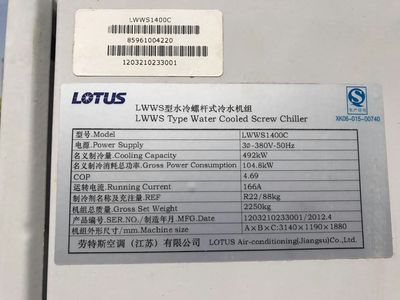 LWWS1400C
85961004220
1203210233001
LOTUS
LWWS型水冷螺杆式冷水机组
LWWS Type Water Cooled Screw Chiller
XK06-015-00740
型号.Model LWWS1400C
电源.Power Supply 3∅-380V-50Hz
名义制冷量.Cooling Capacity 492kW
名义制冷消耗总功率.Gross Power Consumption 104.8kW
COP 4.69
运转电流.Running Current 166A
制冷剂名称及充注量.REF R22/88kg
机组总质量.Gross Set Weight 2250kg
产品编号.SER.NO./制造年月.MFG.Date 1203210233001/2012.4
机组外形尺寸/mm.Machine size A×B×C:3140×1190×1880
劳特斯空调(江苏)有限公司 LOTUS Air-conditioning(Jiangsu)Co.,Ltd.